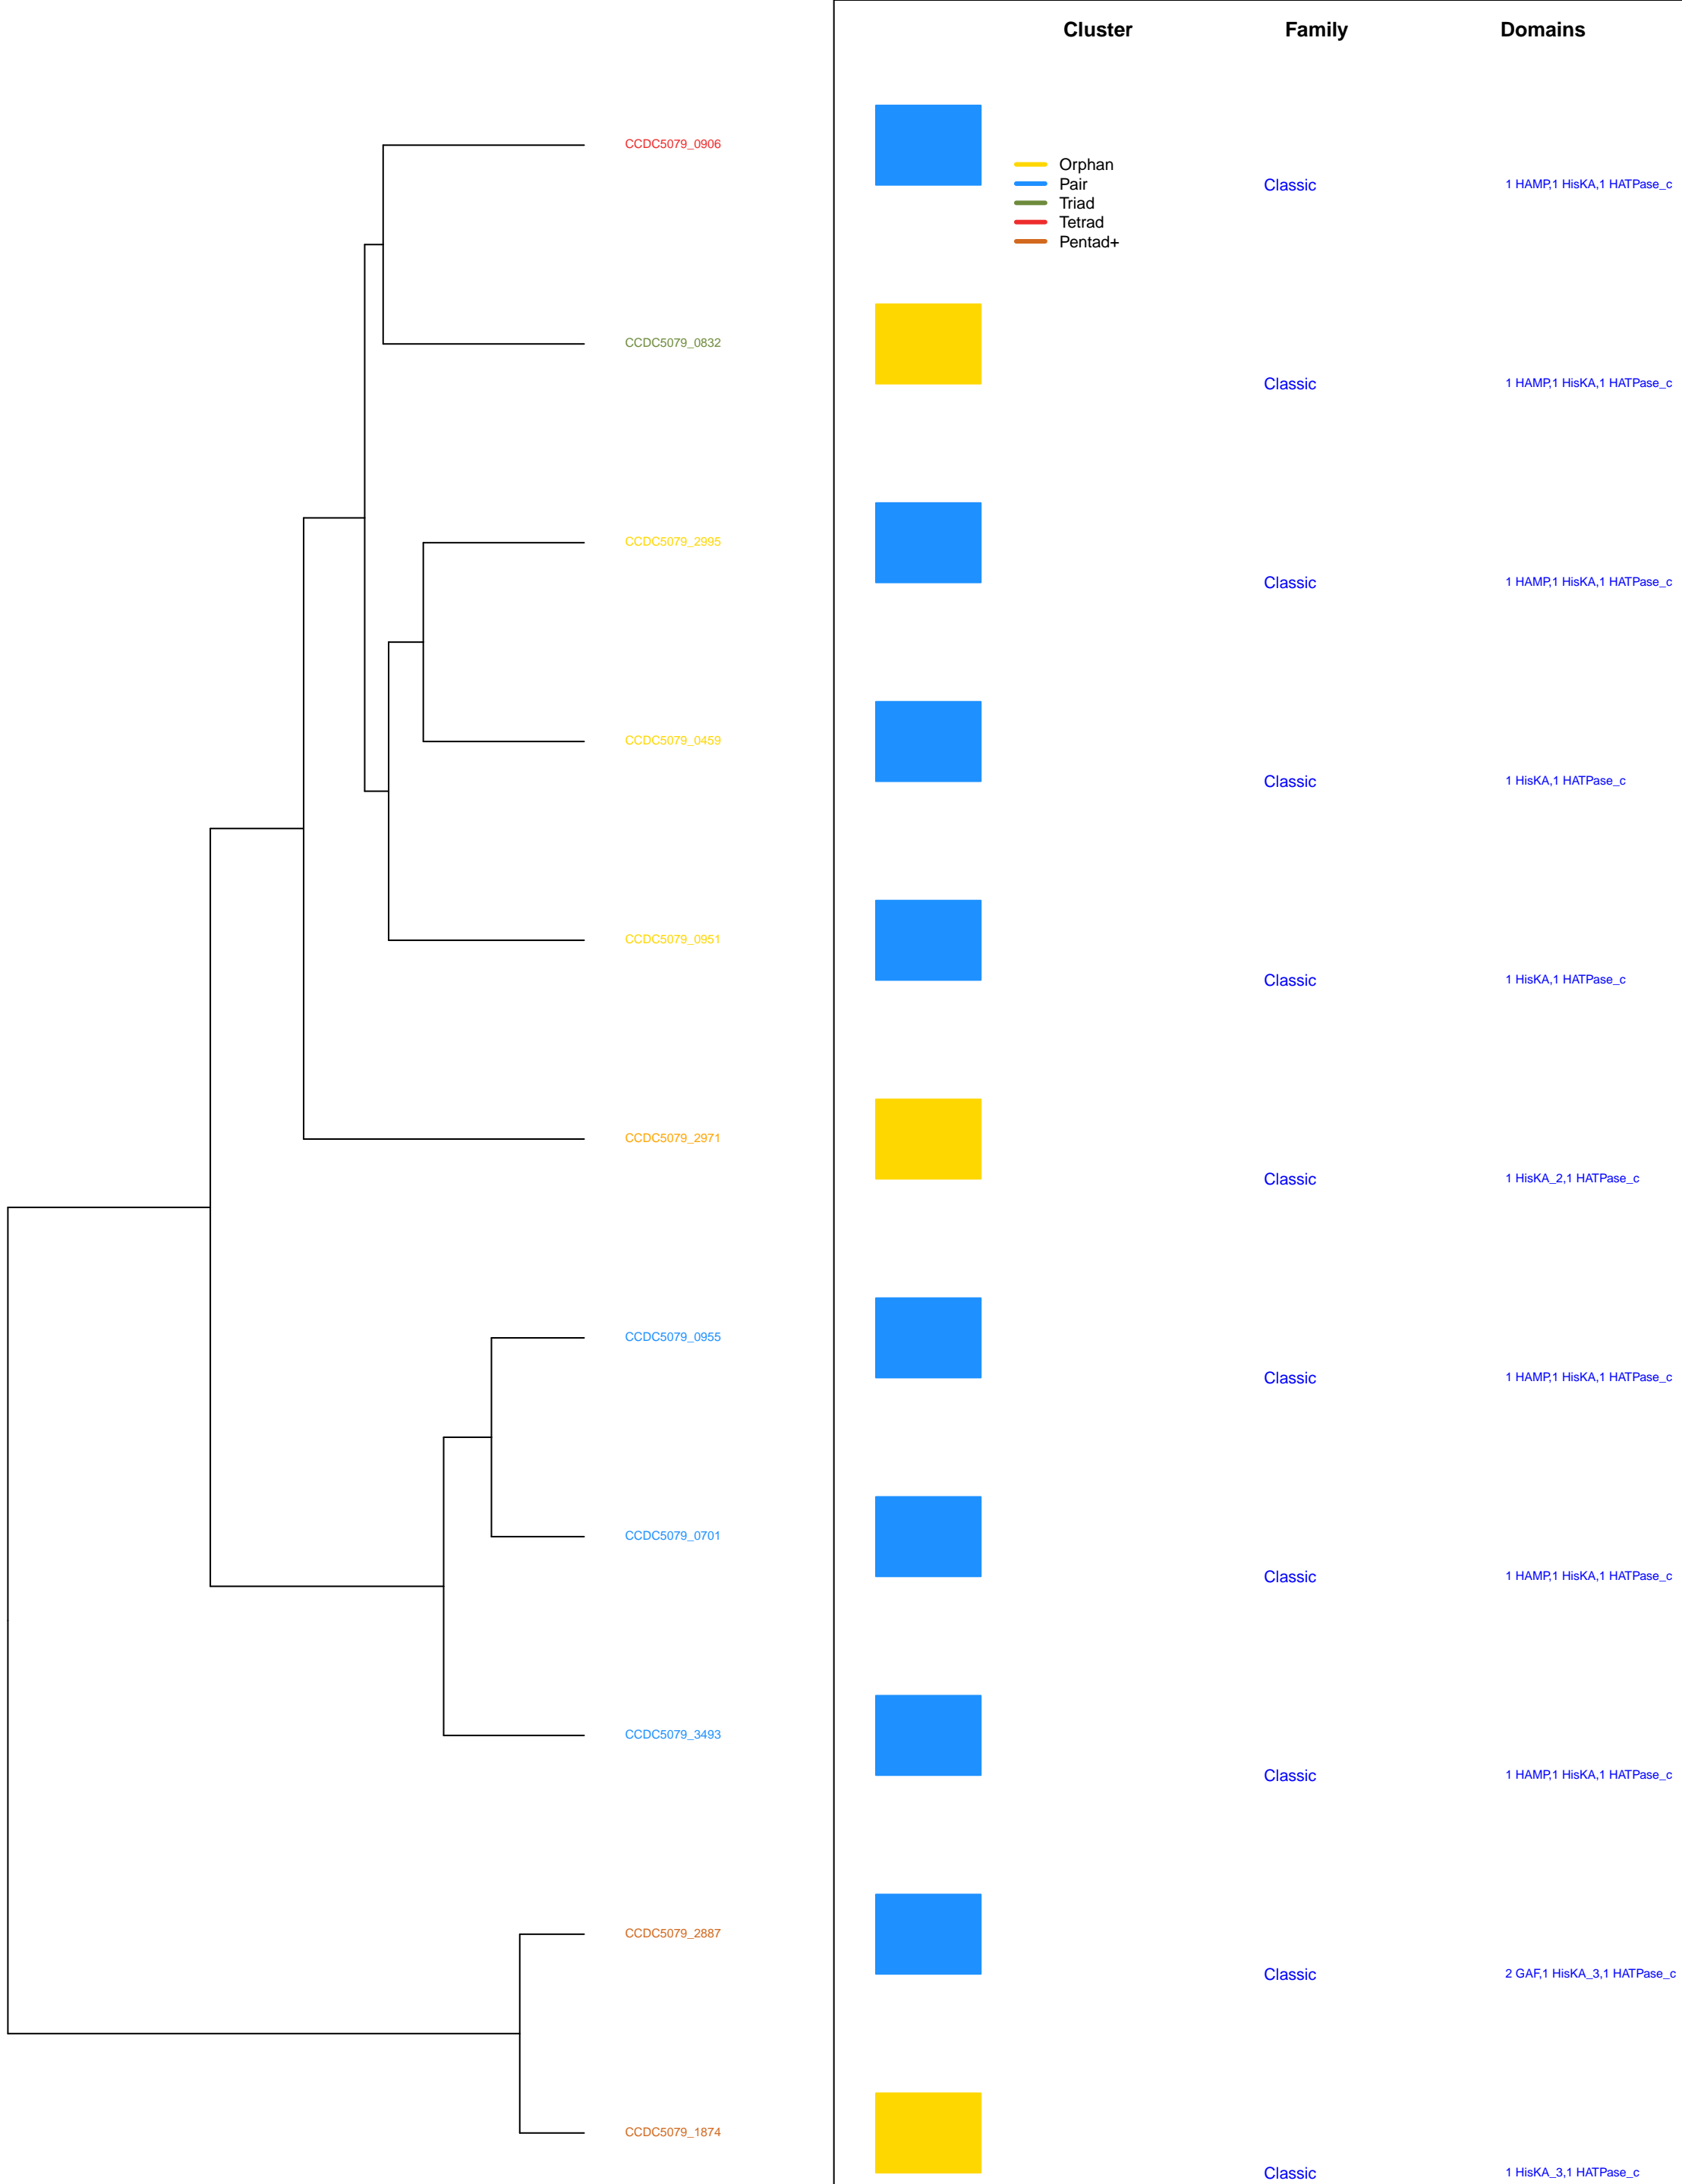 Cluster Family Domains
CCDC5079_0906
Orphan
Pair
Triad
Tetrad
Pentad+
Classic 1 HAMP,1 HisKA,1 HATPase_c
CCDC5079_0832
Classic 1 HAMP,1 HisKA,1 HATPase_c
CCDC5079_2995
Classic 1 HAMP,1 HisKA,1 HATPase_c
CCDC5079_0459
Classic 1 HisKA,1 HATPase_c
CCDC5079_0951
Classic 1 HisKA,1 HATPase_c
CCDC5079_2971
Classic 1 HisKA_2,1 HATPase_c
CCDC5079_0955
Classic 1 HAMP,1 HisKA,1 HATPase_c
CCDC5079_0701
Classic 1 HAMP,1 HisKA,1 HATPase_c
CCDC5079_3493
Classic 1 HAMP,1 HisKA,1 HATPase_c
CCDC5079_2887
Classic 2 GAF,1 HisKA_3,1 HATPase_c
CCDC5079_1874
Classic 1 HisKA_3,1 HATPase_c